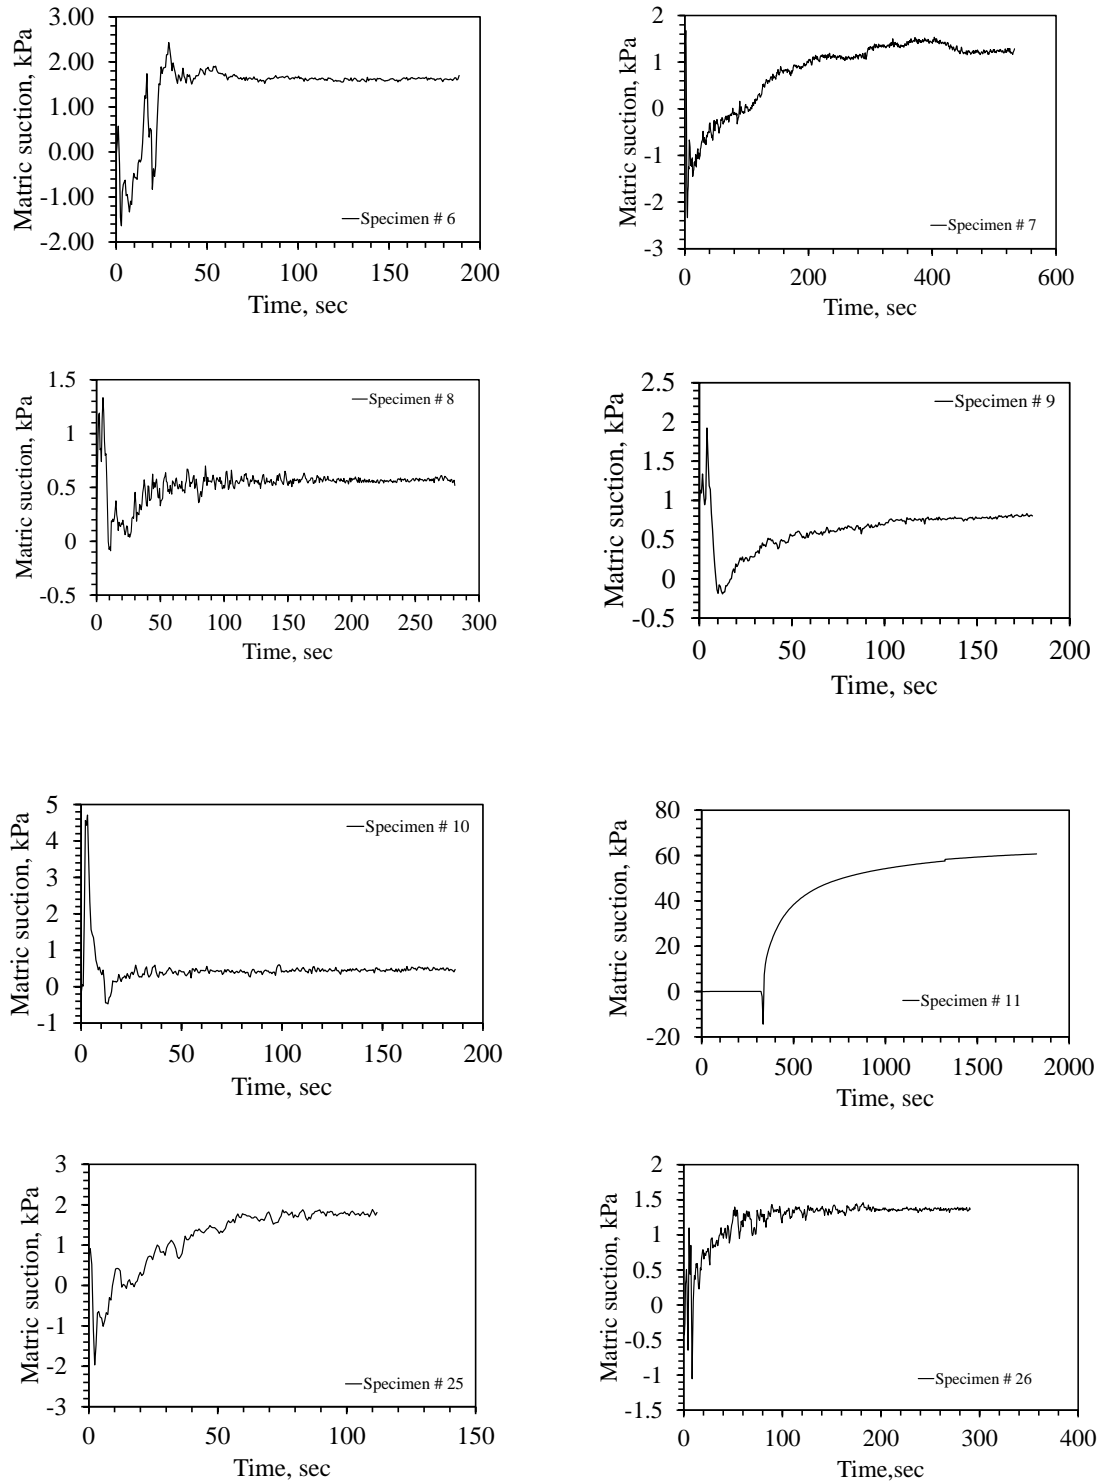 3.00
2.00
1.00
0.00
-1.00
-2.00
Matric suction, kPa
Specimen # 6
0 50 100 150 200
Time, sec
2
1
0
-1
-2
-3
Matric suction, kPa
Specimen # 7
0 200 400 600
Time, sec
1.5
1
0.5
0
-0.5
Matric suction, kPa
Specimen # 8
0 50 100 150 200 250 300
Time, sec
2.5
2
1.5
1
0.5
0
-0.5
Matric suction, kPa
Specimen # 9
0 50 100 150 200
Time, sec
5
4
3
2
1
0
-1
Matric suction, kPa
Specimen # 10
0 50 100 150 200
Time, sec
80
60
40
20
0
-20
Matric suction, kPa
Specimen # 11
0 500 1000 1500 2000
Time, sec
3
2
1
0
-1
-2
-3
Matric suction, kPa
Specimen # 25
0 50 100 150
Time, sec
2
1.5
1
0.5
0
-0.5
-1
-1.5
Matric suction, kPa
Specimen # 26
0 100 200 300 400
Time,sec